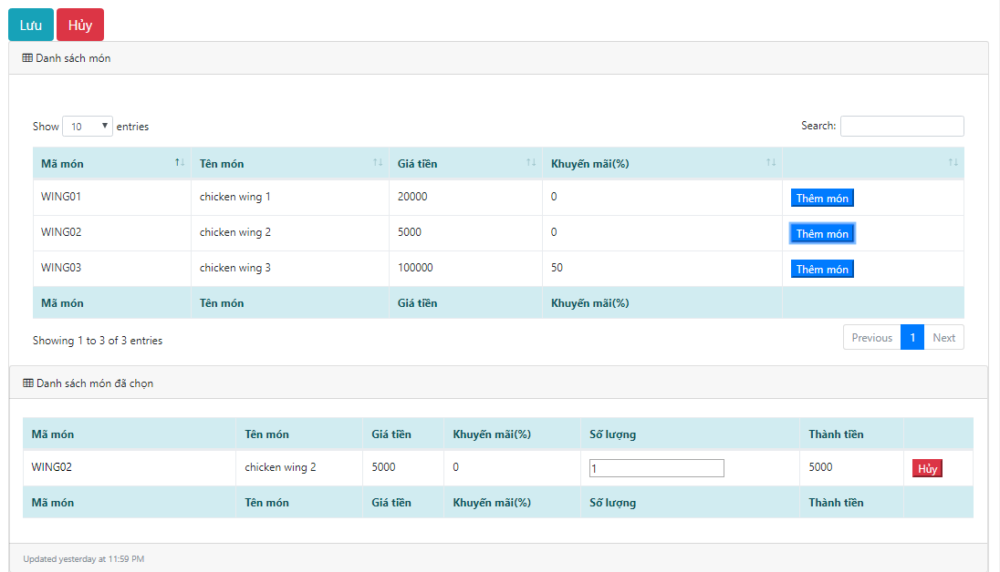 Lưu Hủy
Danh sách món
Show 10 entries Search:
Mã món Tên món Giá tiền Khuyến mãi(%)
WING01 chicken wing 1 20000 0 Thêm món
WING02 chicken wing 2 5000 0 Thêm món
WING03 chicken wing 3 100000 50 Thêm món
Mã món Tên món Giá tiền Khuyến mãi(%)
Showing 1 to 3 of 3 entries Previous 1 Next
Danh sách món đã chọn
Mã món Tên món Giá tiền Khuyến mãi(%) Số lượng Thành tiền
WING02 chicken wing 2 5000 0 1 5000 Hủy
Mã món Tên món Giá tiền Khuyến mãi(%) Số lượng Thành tiền
Updated yesterday at 11:59 PM